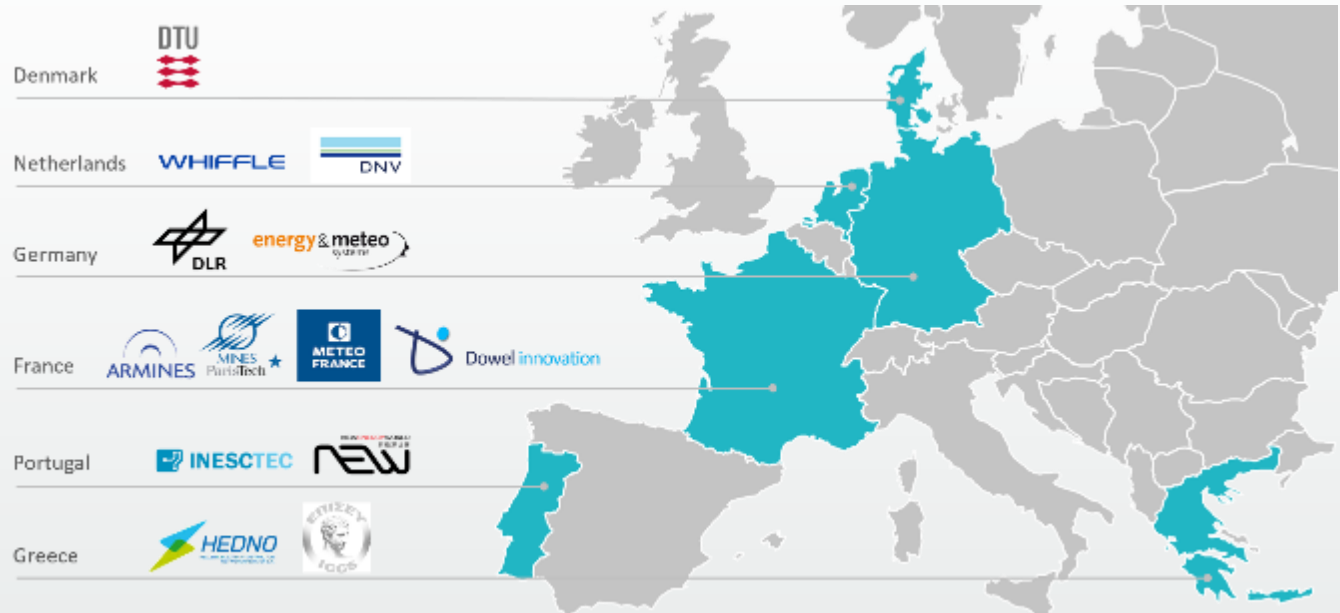 DTU
Denmark
Netherlands
WHIFFLE
DNV
Germany
DLR
energy & meteo
systems
France
ARMINES
MINES
ParisTech
METEO
FRANCE
Dowel innovation
Portugal
INESCTEC
NEW
Greece
HEDNO
ICCS